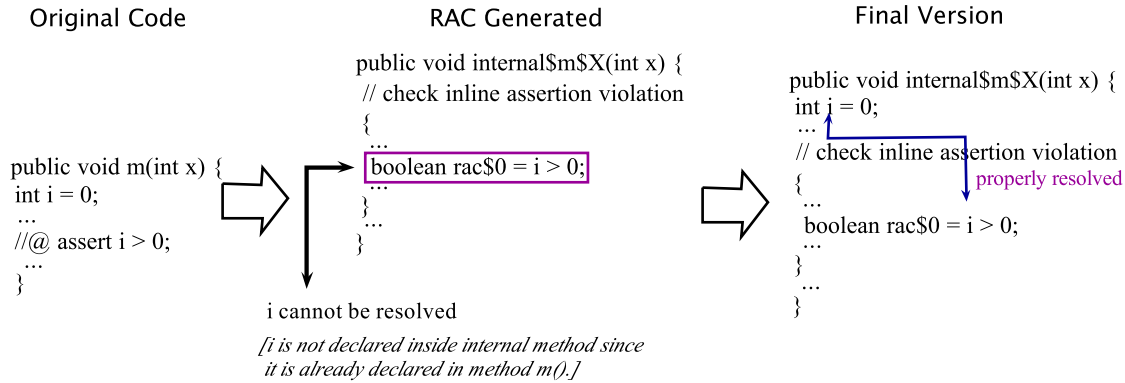 Original Code
public void m(int x) {
int i = 0;
...
//@ assert i > 0;
...
}
RAC Generated
public void internal$m$X(int x) {
// check inline assertion violation
{
...
boolean rac$0 = i > 0;
...
}
...
}
i cannot be resolved
[i is not declared inside internal method since
it is already declared in method m().]
Final Version
public void internal$m$X(int x) {
int i = 0;
...
// check inline assertion violation
properly resolved
{
...
boolean rac$0 = i > 0;
...
}
...
}